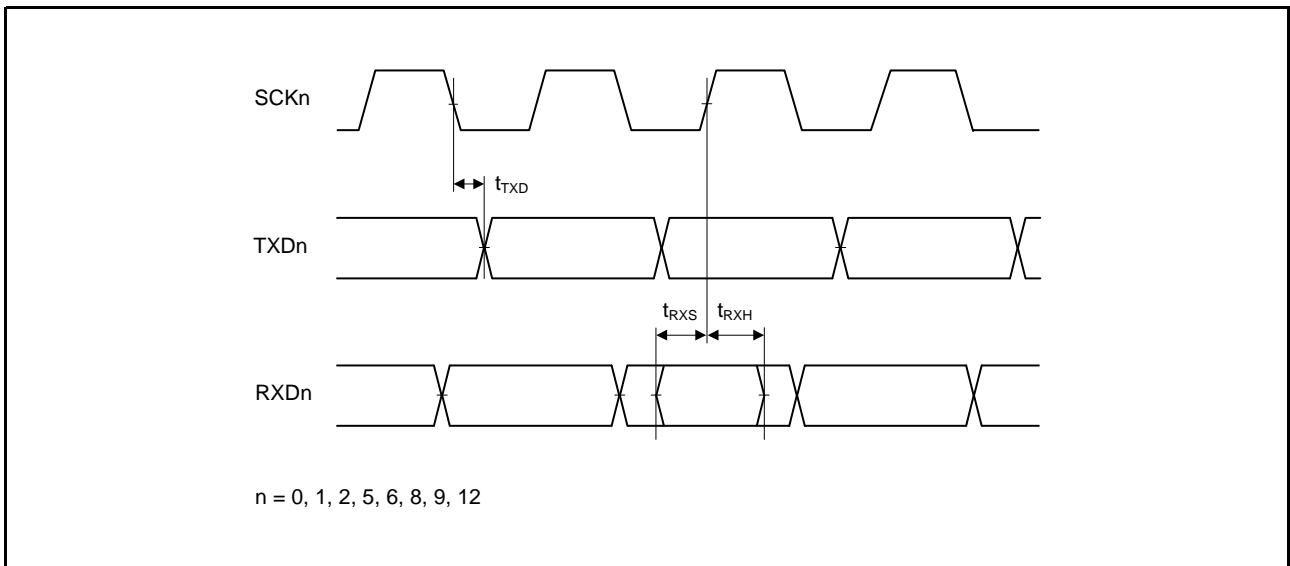 SCKn
tTXD
TXDn
tRXS tRXH
RXDn
n = 0, 1, 2, 5, 6, 8, 9, 12